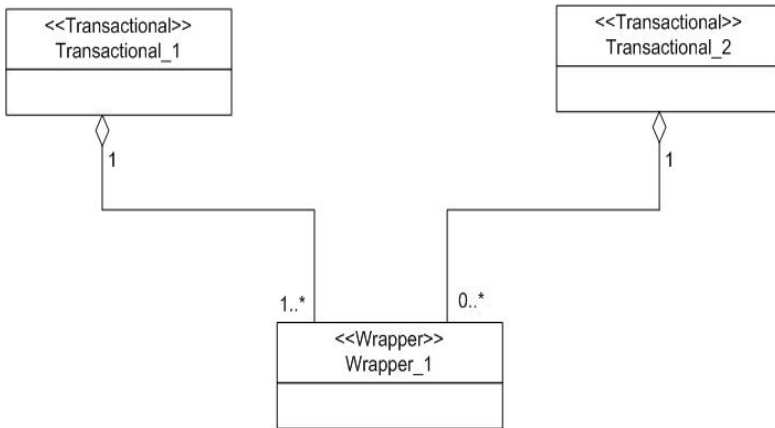 <<Transactional>>
Transactional_1
<<Transactional>>
Transactional_2
1
1
1..*
0..*
<<Wrapper>>
Wrapper_1